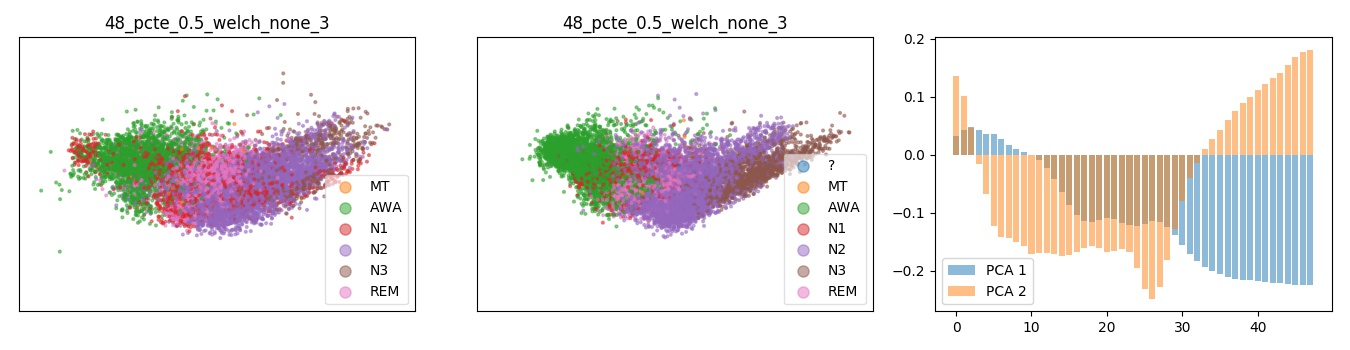 48_pcte_0.5_welch_none_3
MT
AWA
N1
N2
N3
REM
48_pcte_0.5_welch_none_3
?
MT
AWA
N1
N2
N3
REM
0.2
0.1
0.0
−0.1
−0.2
PCA 1
PCA 2
0 10 20 30 40